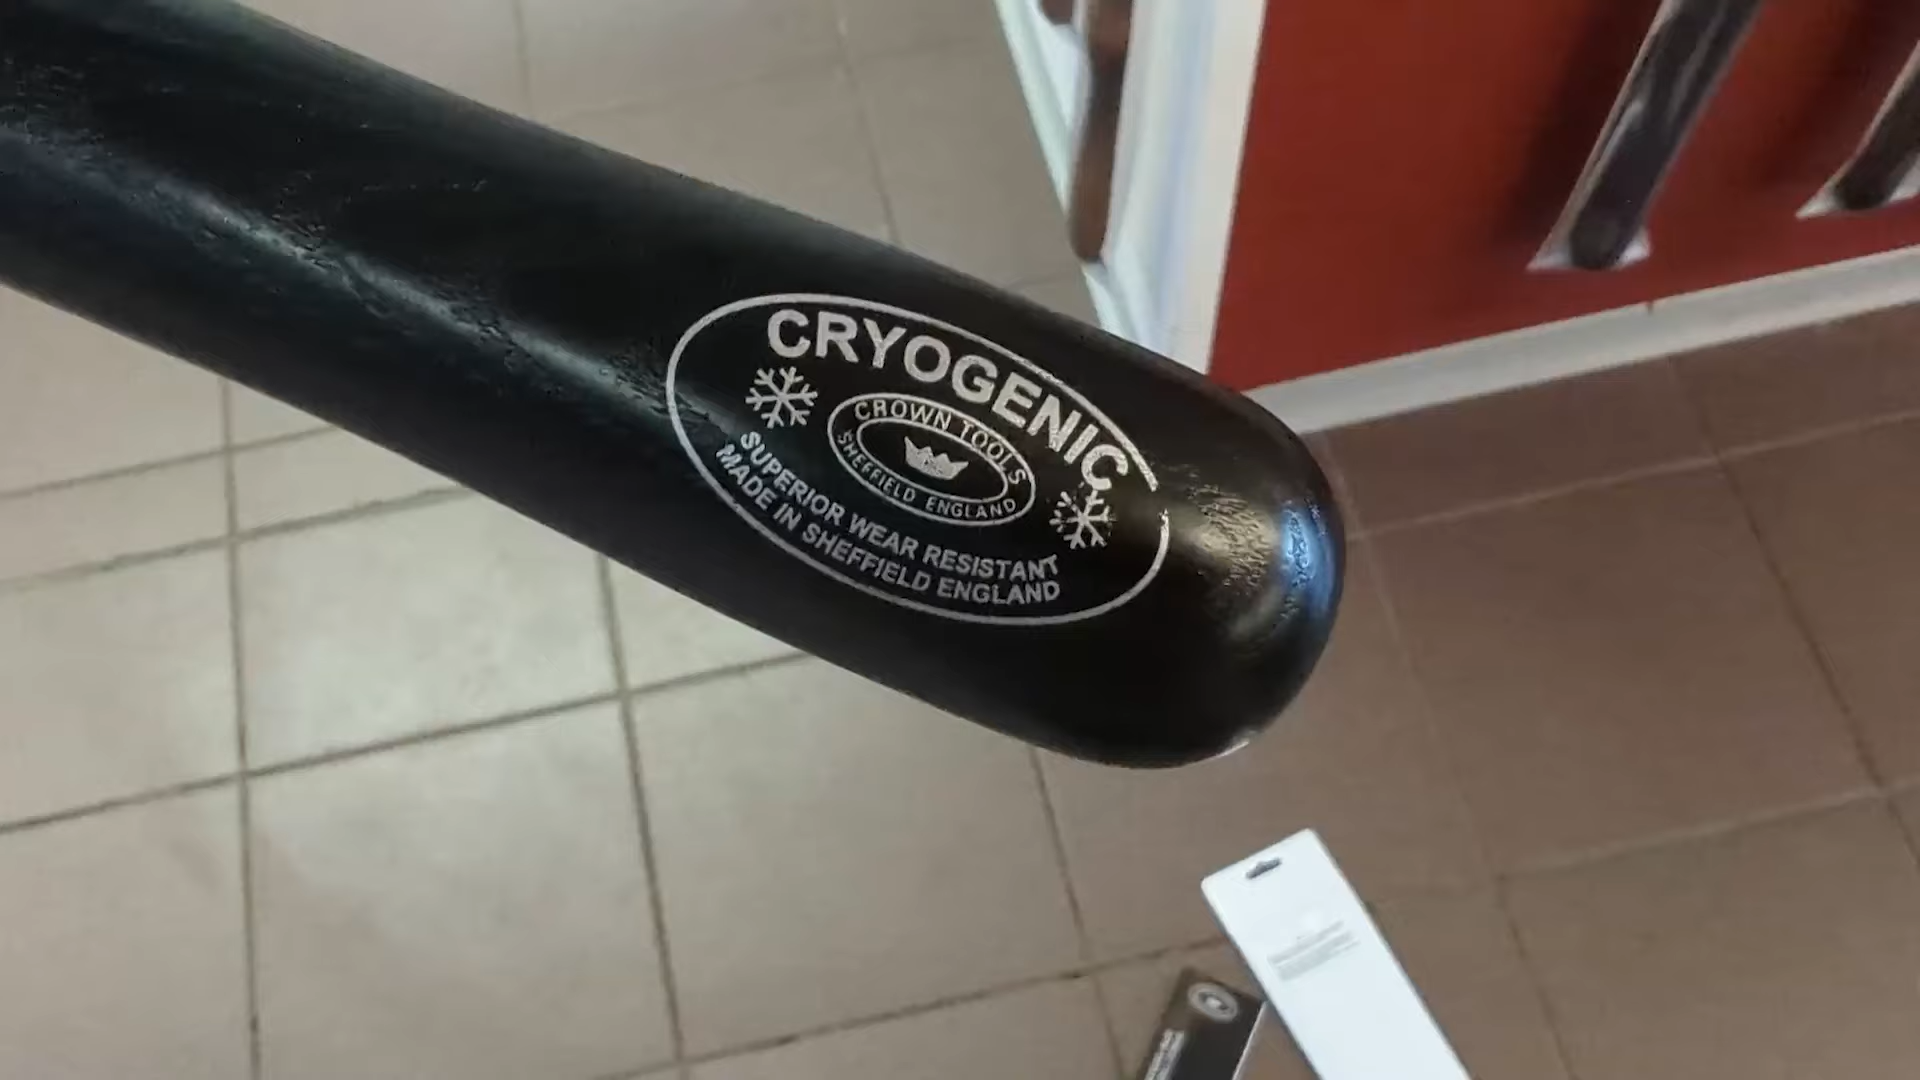 CRYOGENIC
CROWN TOOLS
SHEFFIELD ENGLAND
SUPERIOR WEAR RESISTANT
MADE IN SHEFFIELD ENGLAND